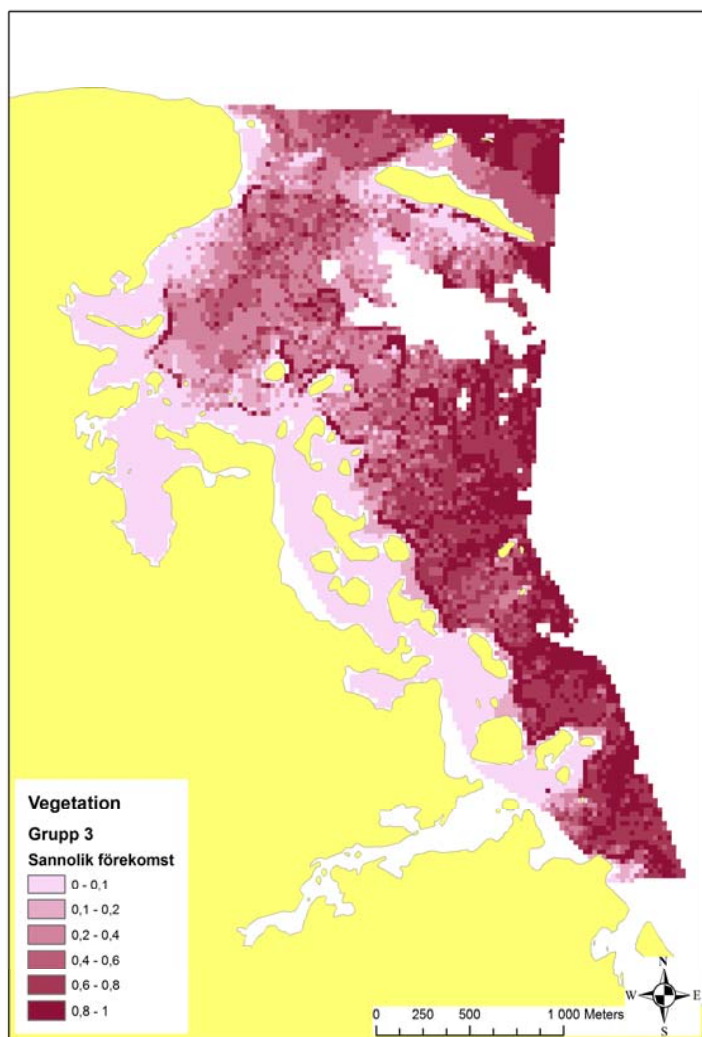 Vegetation
Grupp 3
Sannolik förekomst
0 - 0,1
0,1 - 0,2
0,2 - 0,4
0,4 - 0,6
0,6 - 0,8
0,8 - 1
0 250 500 1 000 Meters
N
W E
S